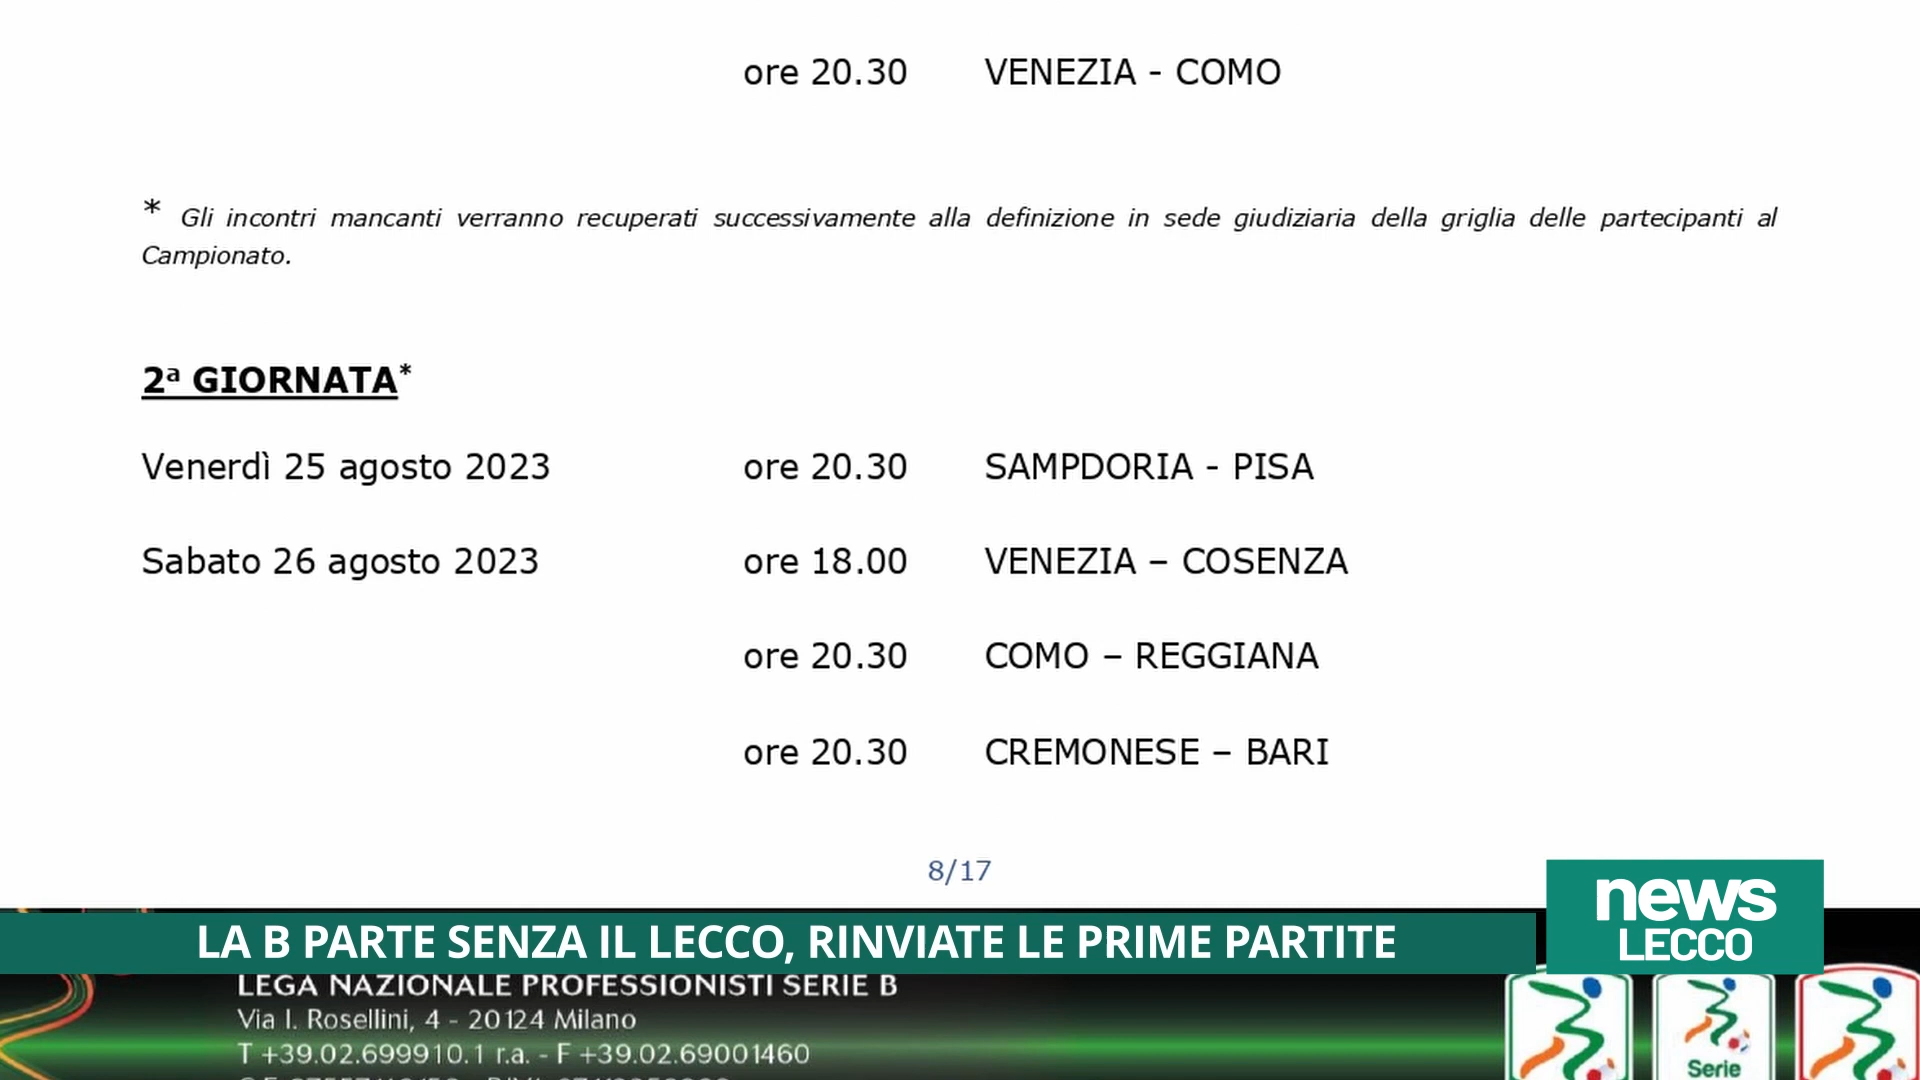 ore 20.30 VENEZIA - COMO
* Gli incontri mancanti verranno recuperati successivamente alla definizione in sede giudiziaria della griglia delle partecipanti al
Campionato.
2ª GIORNATA*
Venerdì 25 agosto 2023 ore 20.30 SAMPDORIA - PISA
Sabato 26 agosto 2023 ore 18.00 VENEZIA – COSENZA
ore 20.30 COMO – REGGIANA
ore 20.30 CREMONESE – BARI
8/17
news
LECCO
LA B PARTE SENZA IL LECCO, RINVIATE LE PRIME PARTITE
LEGA NAZIONALE PROFESSIONISTI SERIE B
Via I. Rosellini, 4 - 20124 Milano
T +39.02.699910.1 r.a. - F +39.02.69001460
Serie